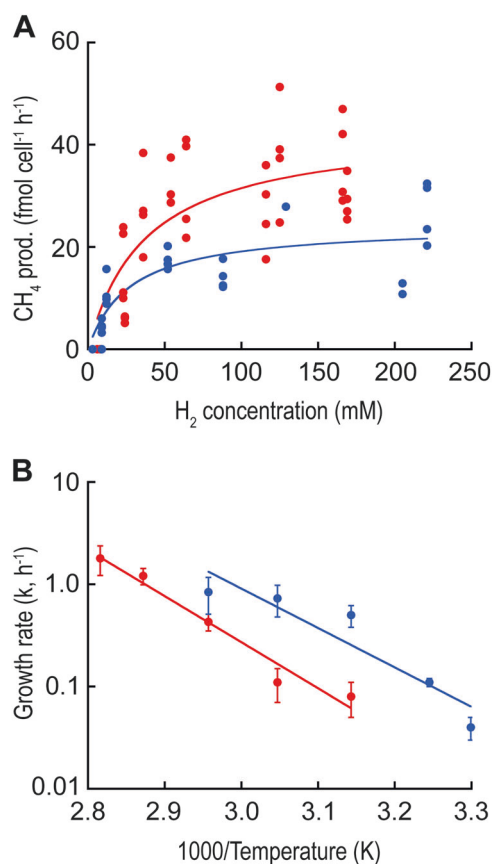 A
60
40
20
0
CH₄ prod. (fmol cell⁻¹ h⁻¹)
0 50 100 150 200 250
H₂ concentration (mM)
B
10
1.0
0.1
0.01
Growth rate (k, h⁻¹)
2.8 2.9 3.0 3.1 3.2 3.3
1000/Temperature (K)